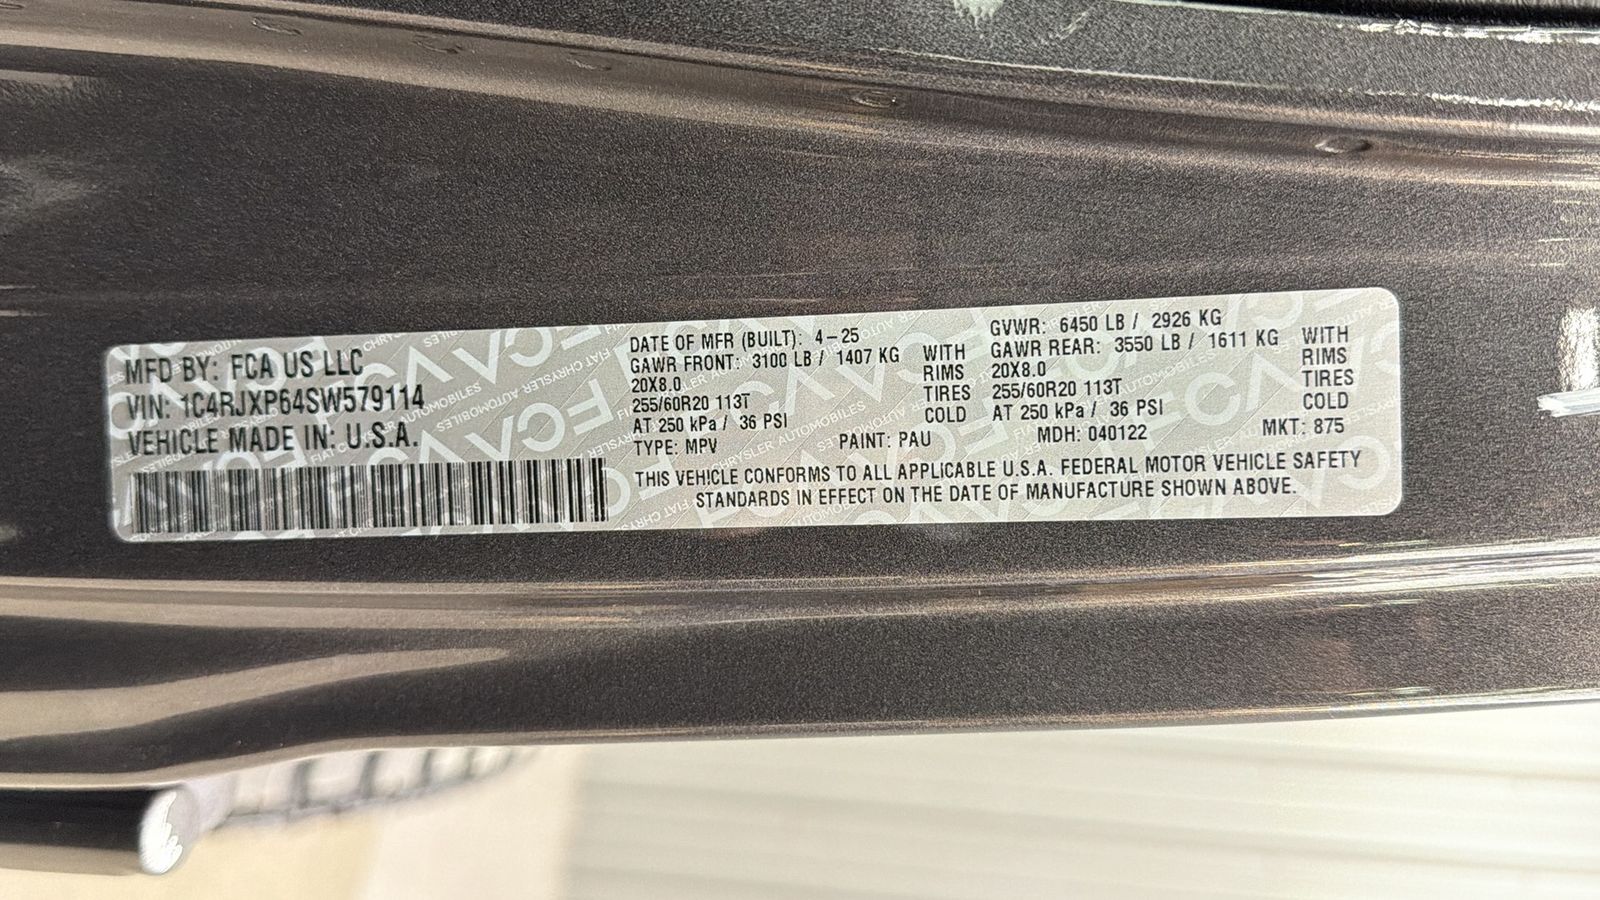 MFD BY: FCA US LLC
VIN: 1C4RJXP64SW579114
VEHICLE MADE IN: U.S.A.
DATE OF MFR (BUILT): 4-25
GAWR FRONT: 3100 LB / 1407 KG WITH
20X8.0 RIMS
255/60R20 113T TIRES
AT 250 kPa / 36 PSI COLD
GVWR: 6450 LB / 2926 KG
GAWR REAR: 3550 LB / 1611 KG WITH
20X8.0 RIMS
255/60R20 113T TIRES
AT 250 kPa / 36 PSI COLD
TYPE: MPV PAINT: PAU MDH: 040122 MKT: 875
THIS VEHICLE CONFORMS TO ALL APPLICABLE U.S.A. FEDERAL MOTOR VEHICLE SAFETY
STANDARDS IN EFFECT ON THE DATE OF MANUFACTURE SHOWN ABOVE.
FCA
FIAT CHRYSLER AUTOMOBILES